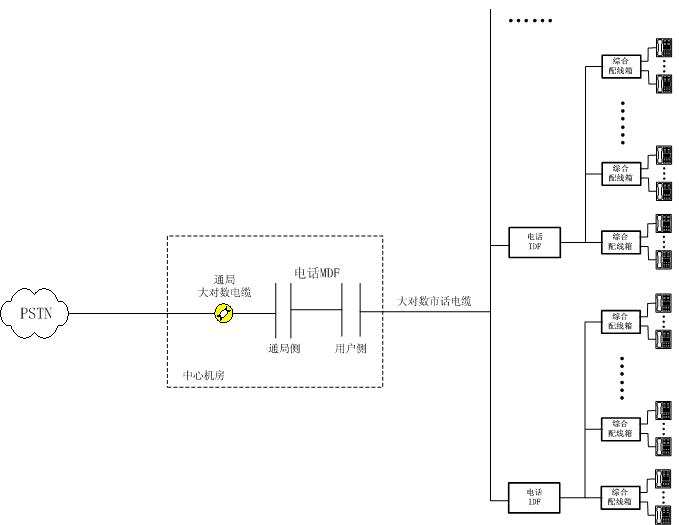 综合
配线箱
综合
配线箱
电话
IDF
综合
配线箱
通局
大对数电缆
电话MDF
大对数市话电缆
PSTN
通局侧
用户侧
中心机房
综合
配线箱
综合
配线箱
电话
IDF
综合
配线箱